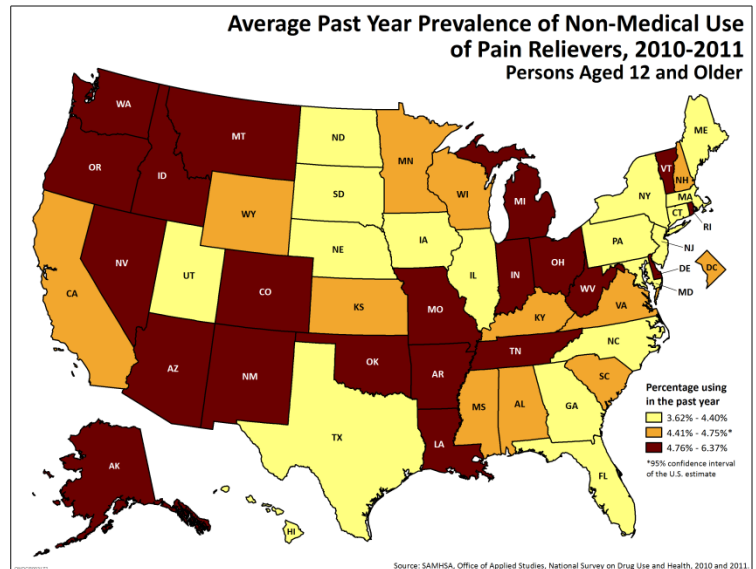 Average Past Year Prevalence of Non-Medical Use
of Pain Relievers, 2010-2011
Persons Aged 12 and Older
WA
MT
ND
MN
ME
VT
NH
OR
ID
WY
SD
WI
MI
NY
MA
CT
RI
NV
UT
CO
NE
IA
IL
IN
OH
PA
NJ
DE
MD
DC
CA
KS
MO
KY
WV
VA
AZ
NM
OK
AR
TN
NC
SC
TX
LA
MS
AL
GA
FL
AK
HI
Percentage using
in the past year
3.62% - 4.40%
4.41% - 4.75%*
4.76% - 6.37%
*95% confidence interval
of the U.S. estimate
Source: SAMHSA, Office of Applied Studies, National Survey on Drug Use and Health, 2010 and 2011.